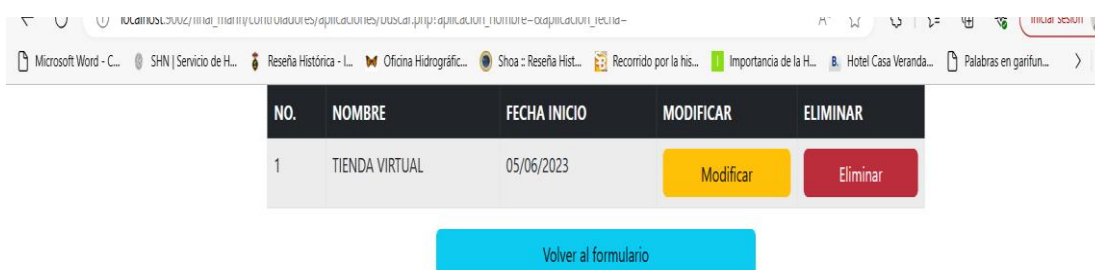 localhost:9002/final_marin/controladores/aplicaciones/buscar.php?aplicacion_nombre=&aplicacion_fecha=
Iniciar sesión
Microsoft Word - C... SHN | Servicio de H... Reseña Histórica - I... Oficina Hidrográfic... Shoa :: Reseña Hist... Recorrido por la his... Importancia de la H... Hotel Casa Veranda... Palabras en garifun...
NO. NOMBRE FECHA INICIO MODIFICAR ELIMINAR
1 TIENDA VIRTUAL 05/06/2023 Modificar Eliminar
Volver al formulario